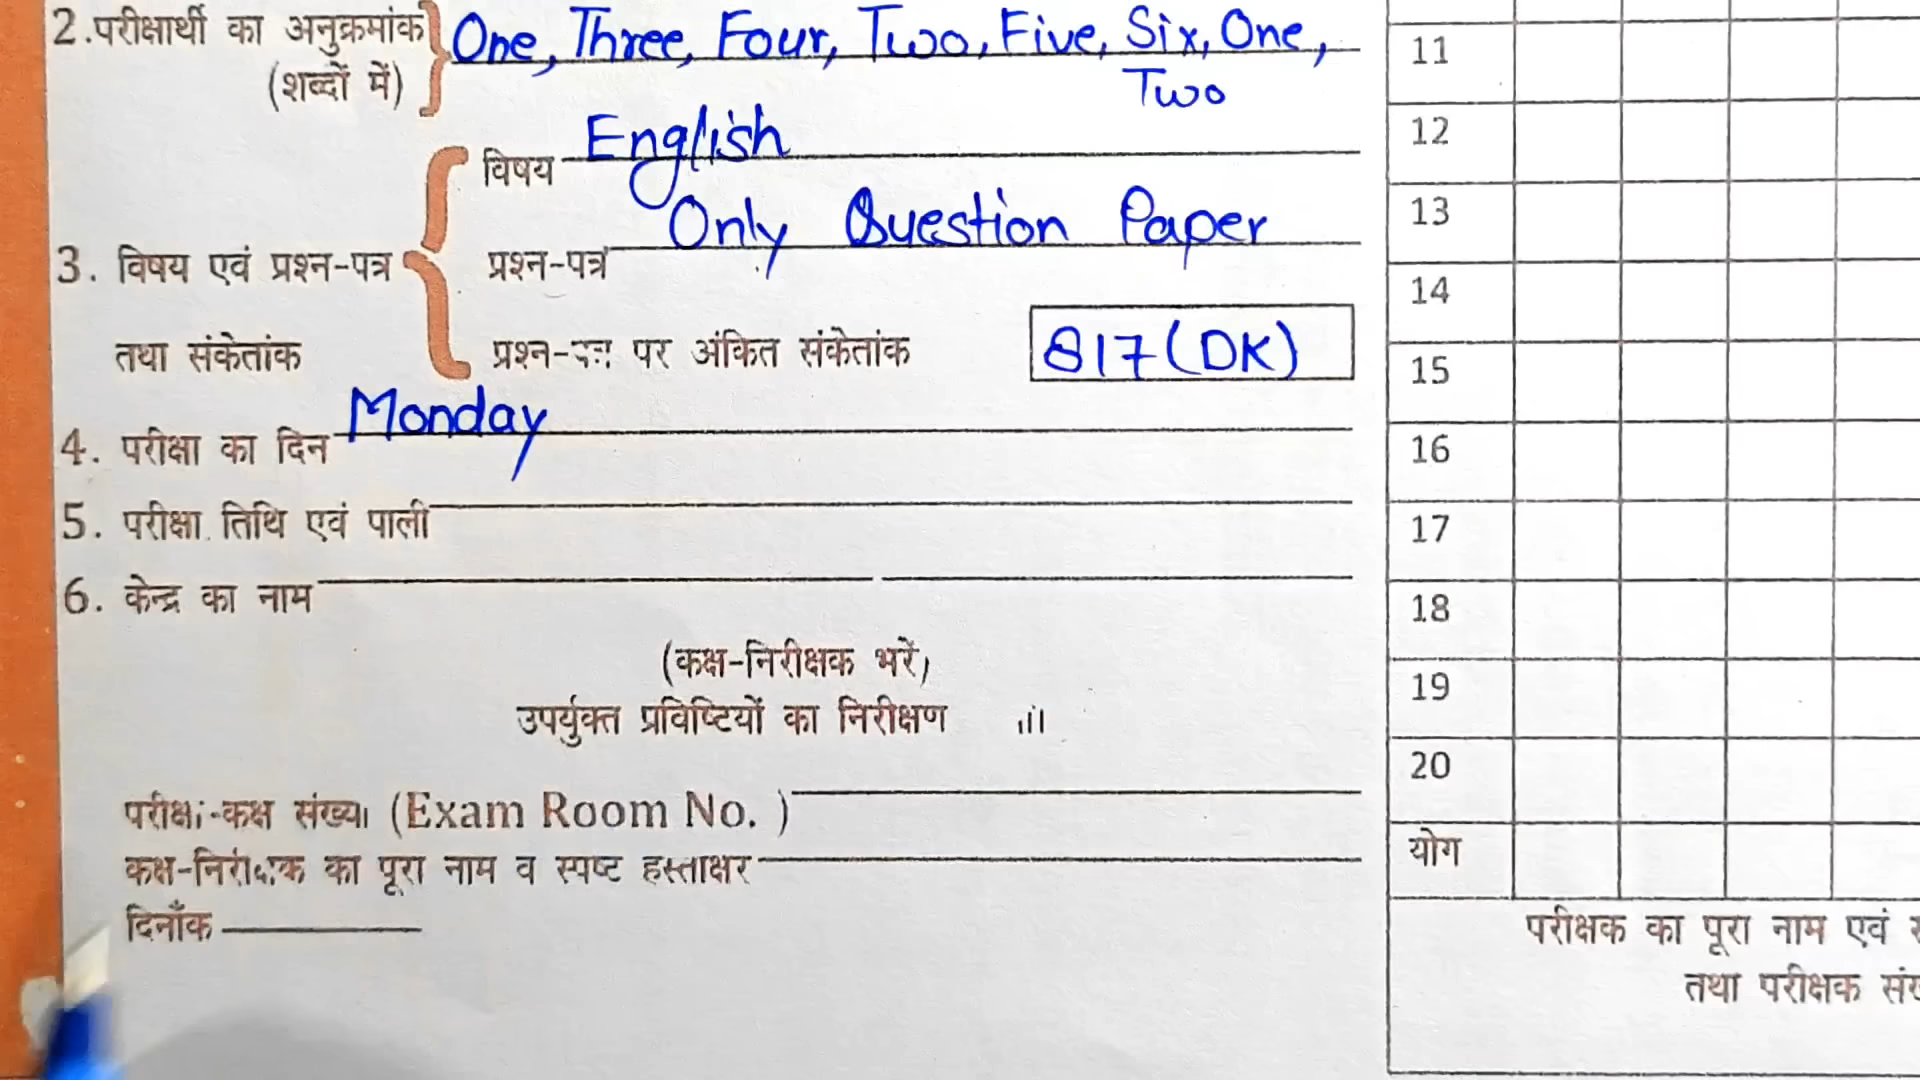 2.परीक्षार्थी का अनुक्रमांक One, Three, Four, Two, Five, Six, One,
(शब्दों में) Two
विषय English
प्रश्न-पत्र Only Question Paper
3. विषय एवं प्रश्न-पत्र
तथा संकेतांक
प्रश्न-पत्र पर अंकित संकेतांक 817(DK)
4. परीक्षा का दिन Monday
5. परीक्षा तिथि एवं पाली
6. केन्द्र का नाम
(कक्ष-निरीक्षक भरें)
उपर्युक्त प्रविष्टियों का निरीक्षण
परीक्षा-कक्ष संख्या (Exam Room No. )
कक्ष-निरीक्षक का पूरा नाम व स्पष्ट हस्ताक्षर
दिनाँक
11
12
13
14
15
16
17
18
19
20
योग
परीक्षक का पूरा नाम एवं
तथा परीक्षक